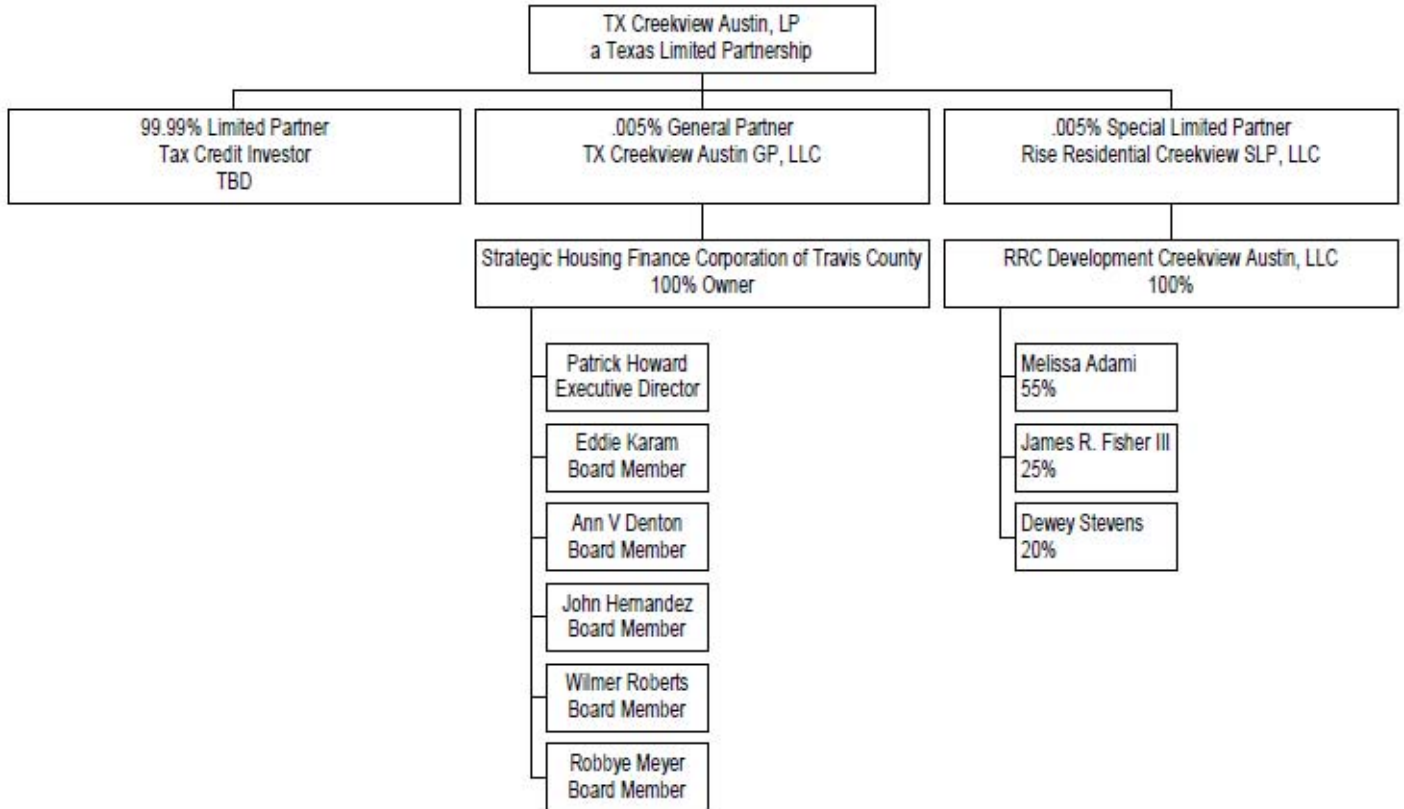 TX Creekview Austin, LP
a Texas Limited Partnership
99.99% Limited Partner
Tax Credit Investor
TBD
.005% General Partner
TX Creekview Austin GP, LLC
.005% Special Limited Partner
Rise Residential Creekview SLP, LLC
Strategic Housing Finance Corporation of Travis County
100% Owner
RRC Development Creekview Austin, LLC
100%
Patrick Howard
Executive Director
Eddie Karam
Board Member
Ann V Denton
Board Member
John Hernandez
Board Member
Wilmer Roberts
Board Member
Robbye Meyer
Board Member
Melissa Adami
55%
James R. Fisher III
25%
Dewey Stevens
20%